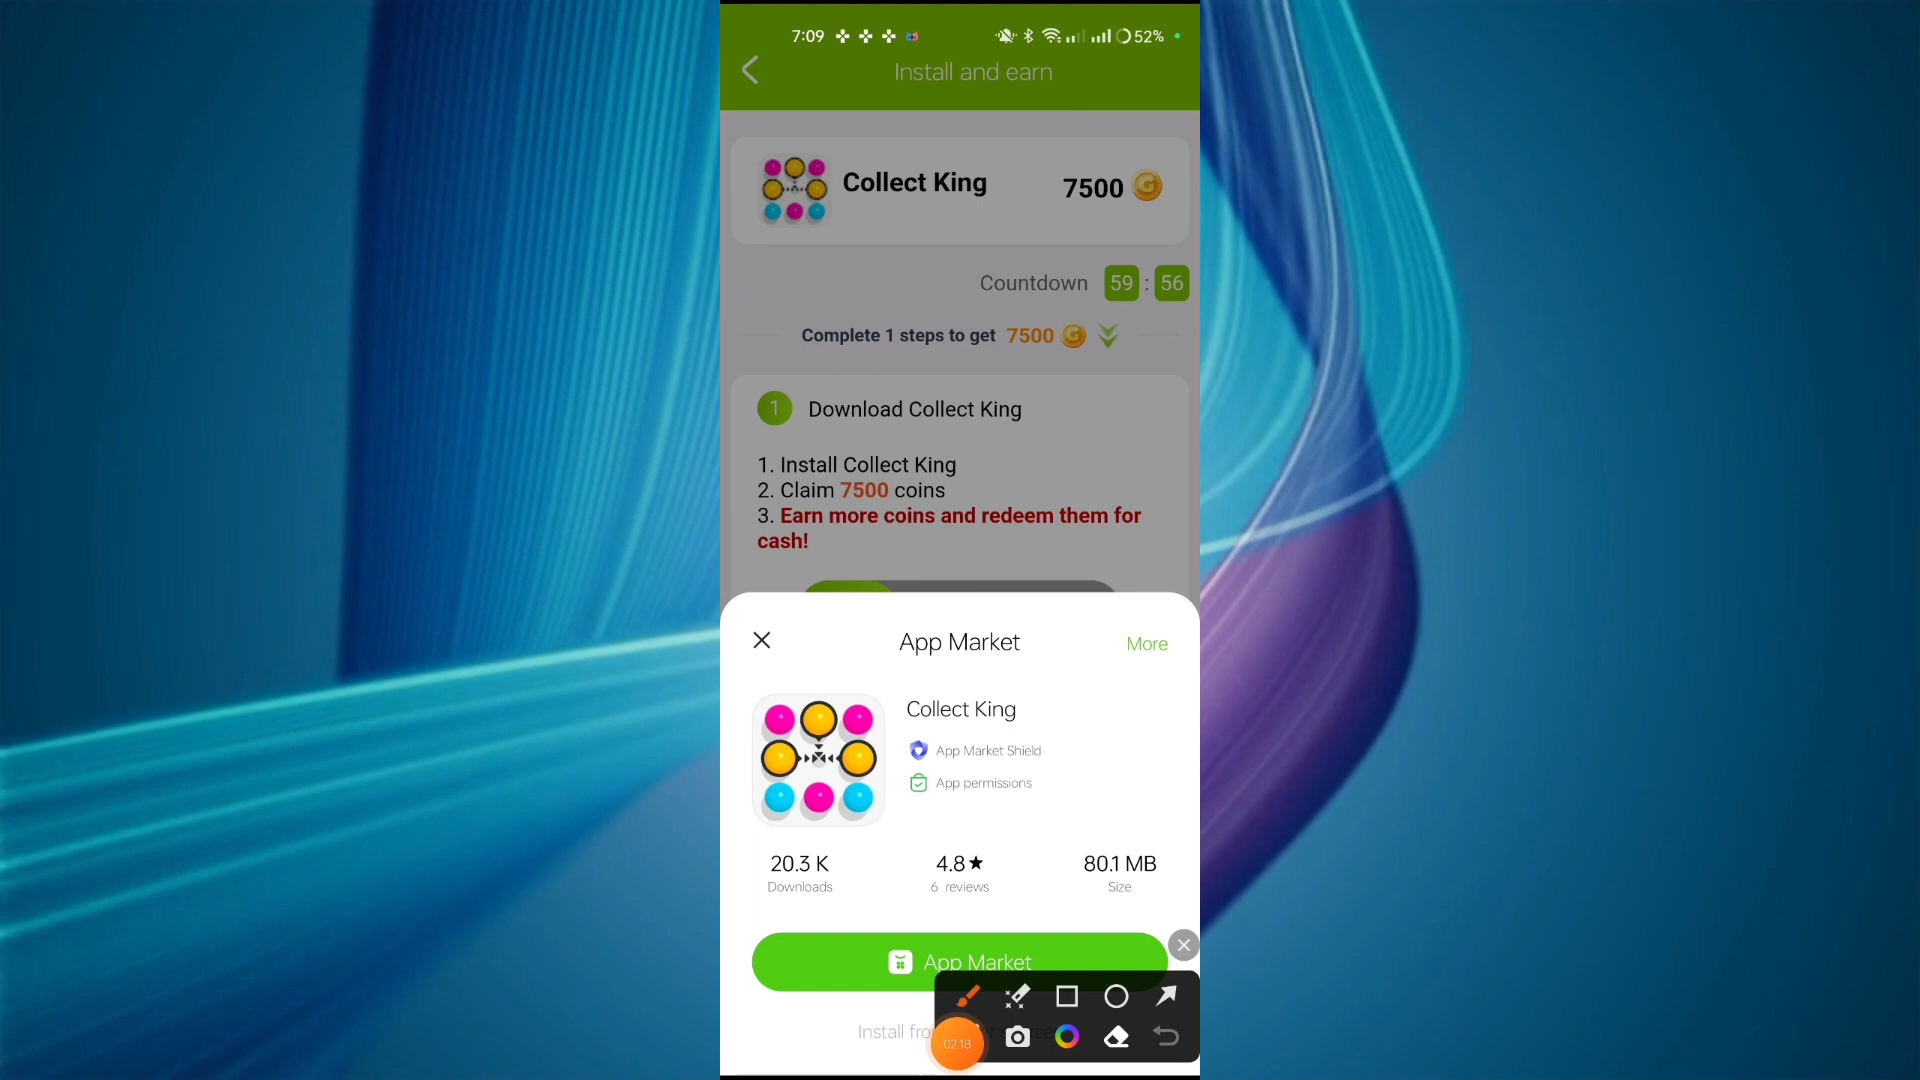 7:09
52%
Install and earn
Collect King
7500
Countdown 59 : 56
Complete 1 steps to get 7500
1 Download Collect King
1. Install Collect King
2. Claim 7500 coins
3. Earn more coins and redeem them for
cash!
App Market
More
Collect King
App Market Shield
App permissions
20.3 K
Downloads
4.8★
6 reviews
80.1 MB
Size
App Market
Install
02:18